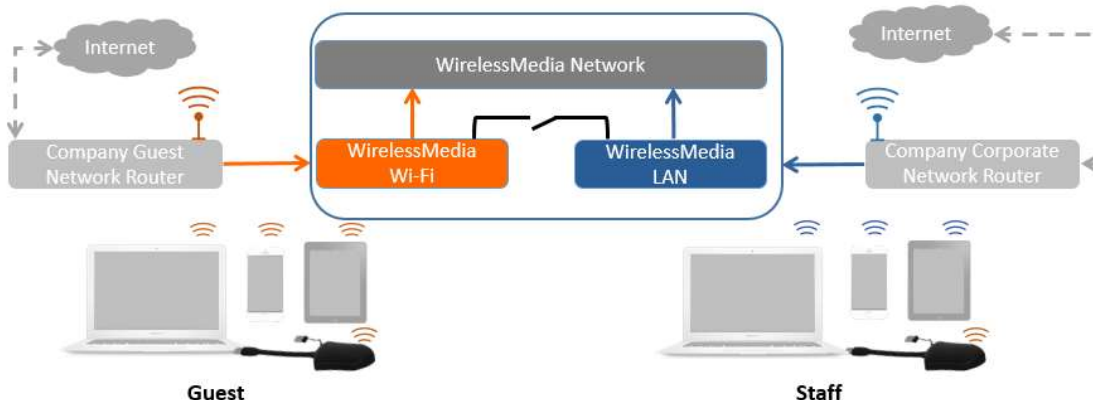 Internet
Internet
WirelessMedia Network
Company Guest
Network Router
WirelessMedia
Wi-Fi
WirelessMedia
LAN
Company Corporate
Network Router
Guest
Staff